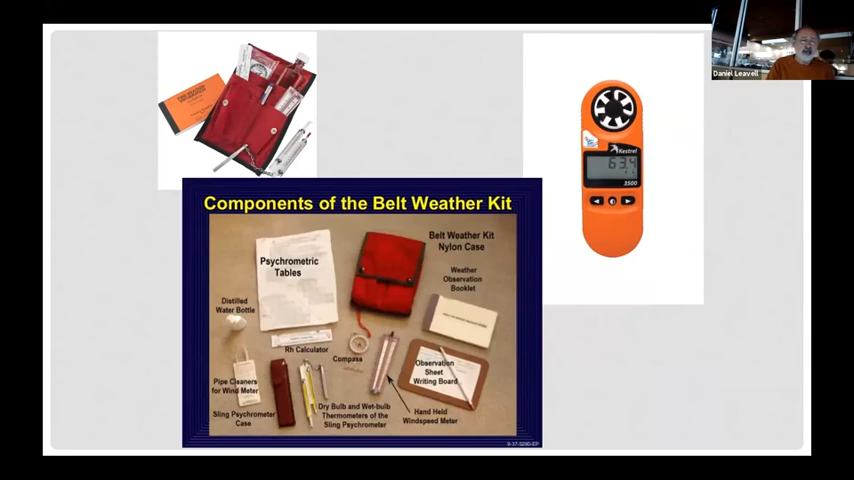 Daniel Leavell
Kestrel
63.4
3500
Components of the Belt Weather Kit
Belt Weather Kit
Nylon Case
Psychrometric
Tables
Weather
Observation
Booklet
Distilled
Water Bottle
Rh Calculator
Compass
Observation
Sheet
Writing Board
Pipe Cleaners
for Wind Meter
Sling Psychrometer
Case
Dry Bulb and Wet-bulb
Thermometers of the
Sling Psychrometer
Hand Held
Windspeed Meter